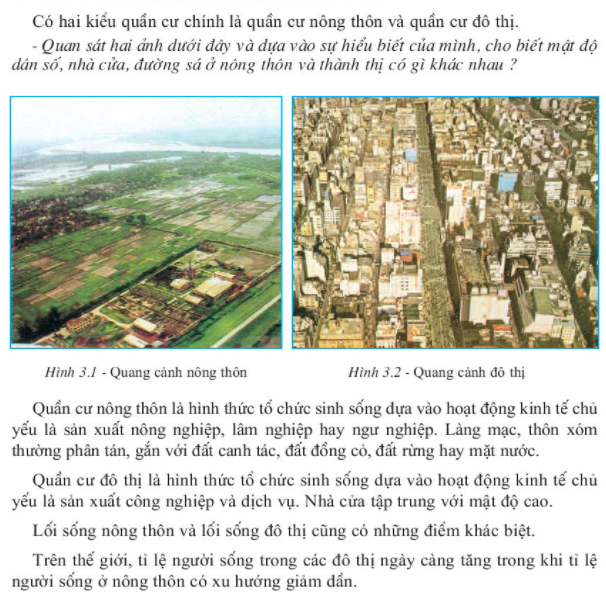 Có hai kiểu quần cư chính là quần cư nông thôn và quần cư đô thị.
- Quan sát hai ảnh dưới đây và dựa vào sự hiểu biết của mình, cho biết mật độ
dân số, nhà cửa, đường sá ở nông thôn và thành thị có gì khác nhau ?
Hình 3.1 - Quang cảnh nông thôn
Hình 3.2 - Quang cảnh đô thị
Quần cư nông thôn là hình thức tổ chức sinh sống dựa vào hoạt động kinh tế chủ
yếu là sản xuất nông nghiệp, lâm nghiệp hay ngư nghiệp. Làng mạc, thôn xóm
thường phân tán, gắn với đất canh tác, đất đồng cỏ, đất rừng hay mặt nước.
Quần cư đô thị là hình thức tổ chức sinh sống dựa vào hoạt động kinh tế chủ
yếu là sản xuất công nghiệp và dịch vụ. Nhà cửa tập trung với mật độ cao.
Lối sống nông thôn và lối sống đô thị cũng có những điểm khác biệt.
Trên thế giới, tỉ lệ người sống trong các đô thị ngày càng tăng trong khi tỉ lệ
người sống ở nông thôn có xu hướng giảm dần.